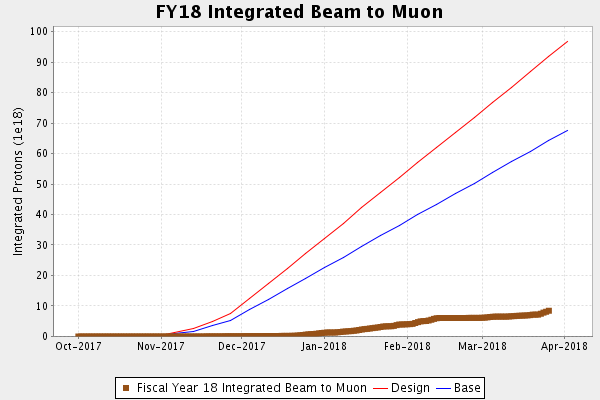 FY18 Integrated Beam to Muon
Integrated Protons (1e18)
100
90
80
70
60
50
40
30
20
10
0
Oct-2017 Nov-2017 Dec-2017 Jan-2018 Feb-2018 Mar-2018 Apr-2018
Fiscal Year 18 Integrated Beam to Muon Design Base